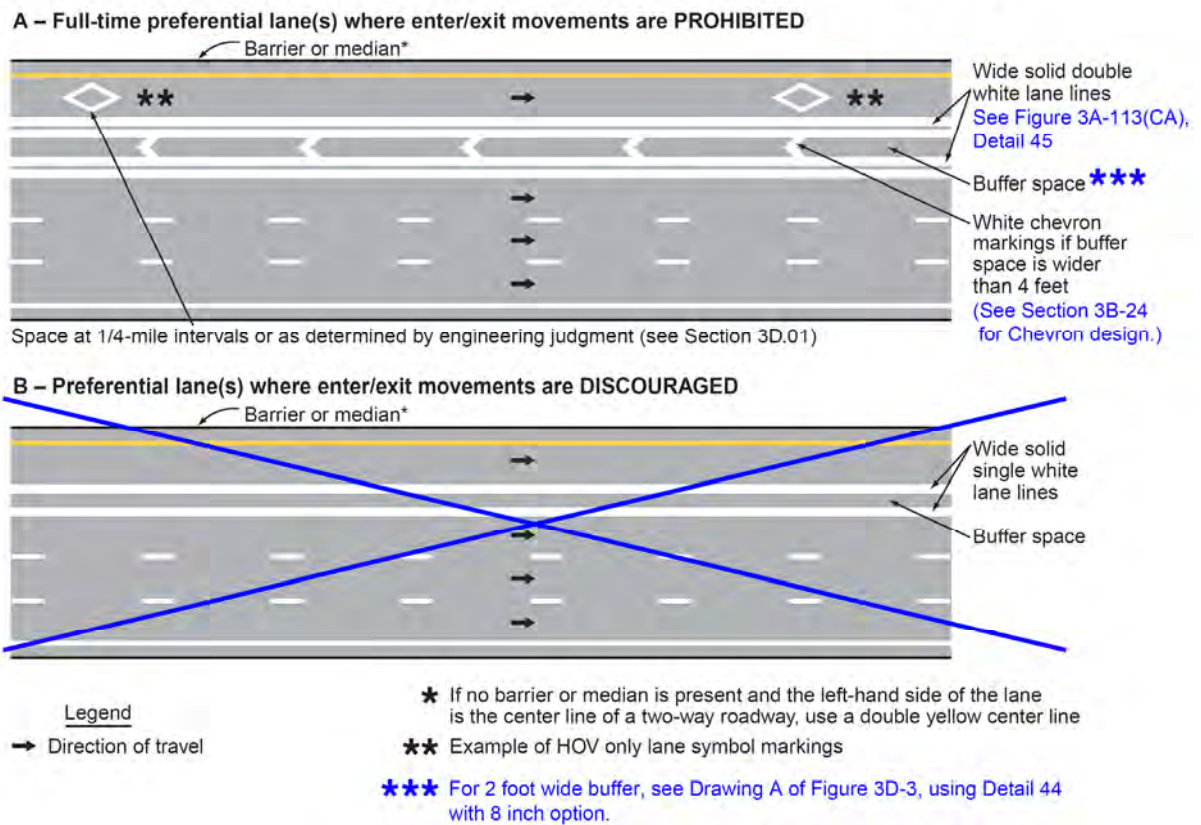 A – Full-time preferential lane(s) where enter/exit movements are PROHIBITED
Barrier or median*
**
**
Wide solid double
white lane lines
See Figure 3A-113(CA),
Detail 45
Buffer space ***
White chevron
markings if buffer
space is wider
than 4 feet
(See Section 3B-24
for Chevron design.)
Space at 1/4-mile intervals or as determined by engineering judgment (see Section 3D.01)
B – Preferential lane(s) where enter/exit movements are DISCOURAGED
Barrier or median*
Wide solid
single white
lane lines
Buffer space
Legend
Direction of travel
* If no barrier or median is present and the left-hand side of the lane
is the center line of a two-way roadway, use a double yellow center line
** Example of HOV only lane symbol markings
*** For 2 foot wide buffer, see Drawing A of Figure 3D-3, using Detail 44
with 8 inch option.